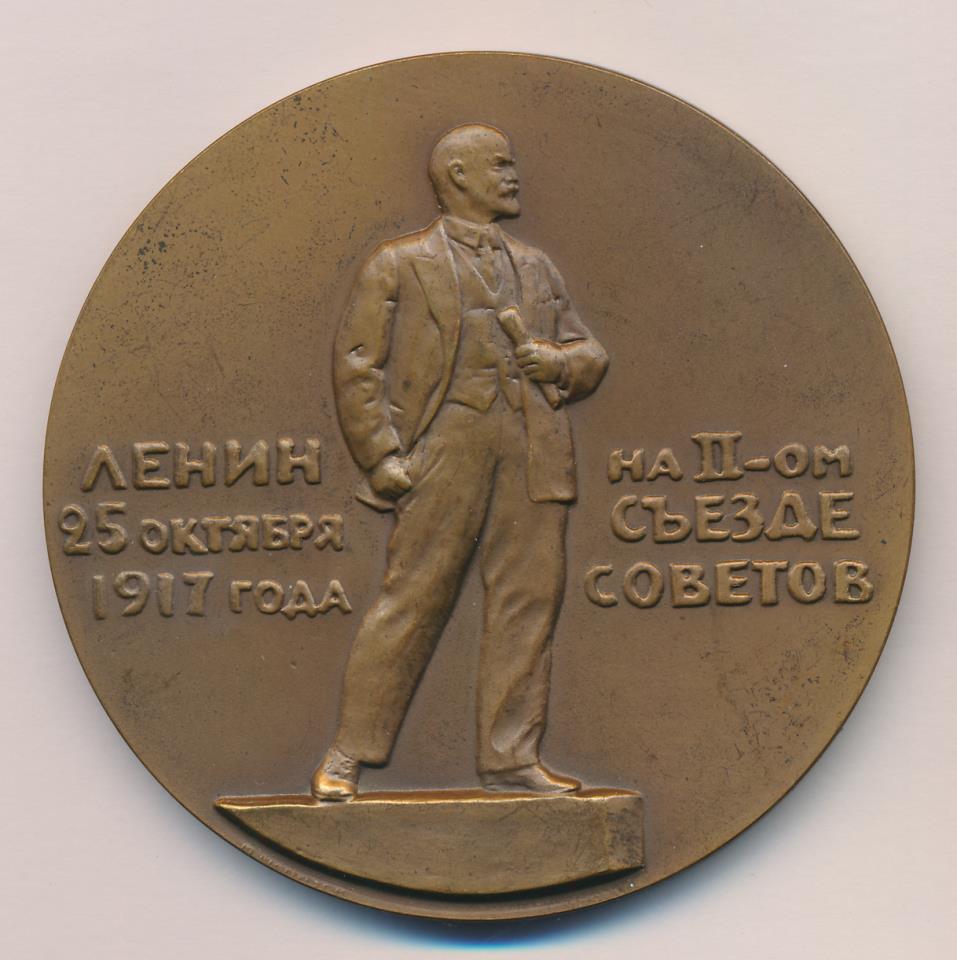 ЛЕНИН
25 ОКТЯБРЯ
1917 ГОДА
НА II-ОМ
СЪЕЗДЕ
СОВЕТОВ